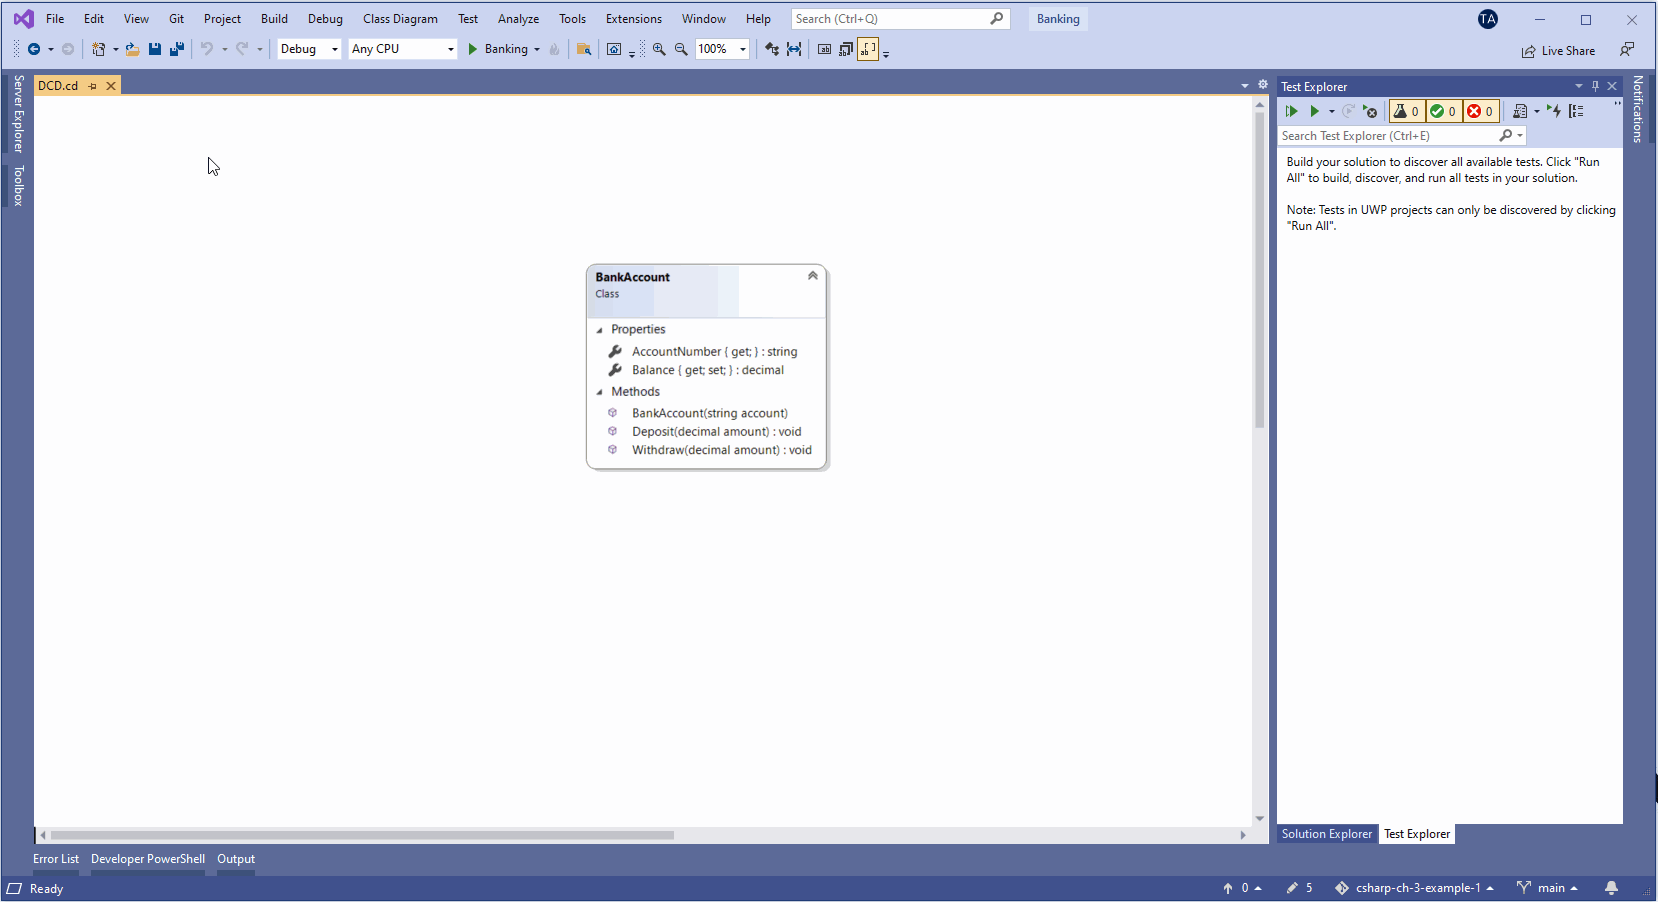 File Edit View Git Project Build Debug Class Diagram Test Analyze Tools Extensions Window Help Search (Ctrl+Q) Banking TA
Debug Any CPU Banking 100% Live Share
Server Explorer
Toolbox
DCD.cd
BankAccount
Class
Properties
AccountNumber { get; } : string
Balance { get; set; } : decimal
Methods
BankAccount(string account)
Deposit(decimal amount) : void
Withdraw(decimal amount) : void
Test Explorer
0 0 0
Search Test Explorer (Ctrl+E)
Build your solution to discover all available tests. Click "Run
All" to build, discover, and run all tests in your solution.
Note: Tests in UWP projects can only be discovered by clicking
"Run All".
Notifications
Solution Explorer Test Explorer
Error List Developer PowerShell Output
Ready 0 5 csharp-ch-3-example-1 main